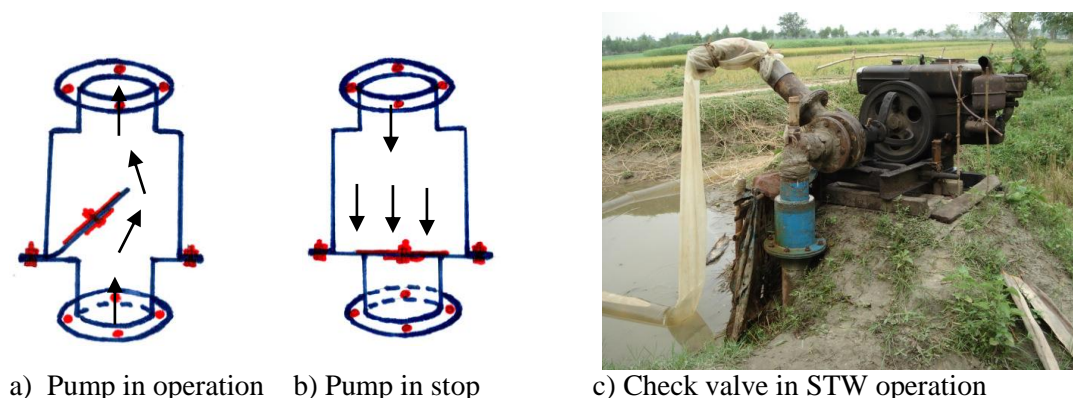 a) Pump in operation b) Pump in stop c) Check valve in STW operation